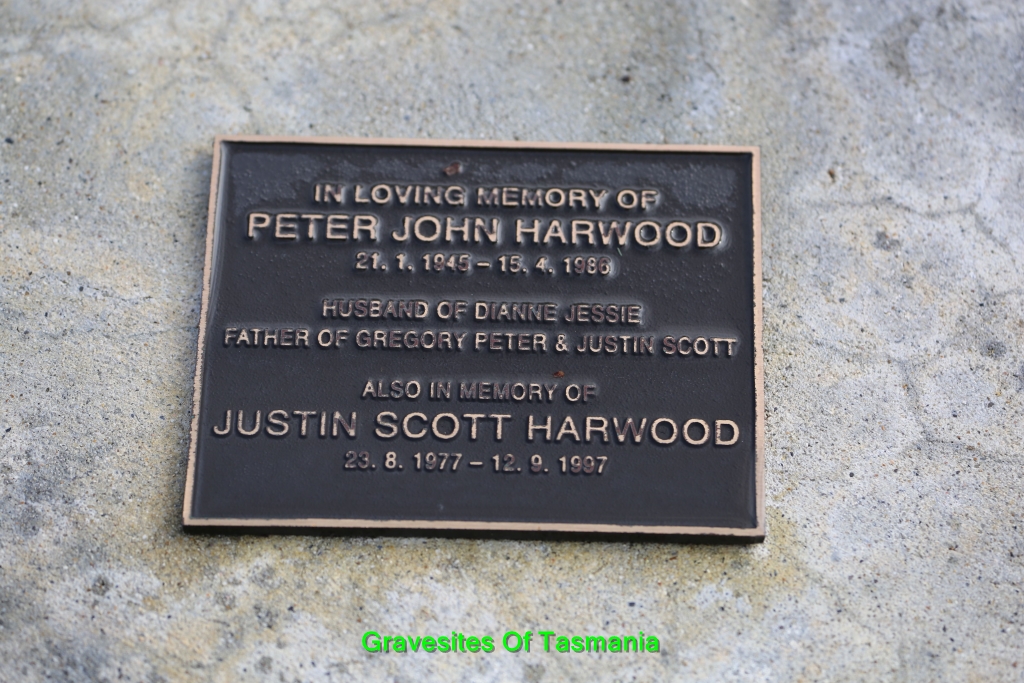 IN LOVING MEMORY OF
PETER JOHN HARWOOD
21. 1. 1945 – 15. 4. 1986
HUSBAND OF DIANNE JESSIE
FATHER OF GREGORY PETER & JUSTIN SCOTT
ALSO IN MEMORY OF
JUSTIN SCOTT HARWOOD
23. 8. 1977 – 12. 9. 1997
Gravesites Of Tasmania